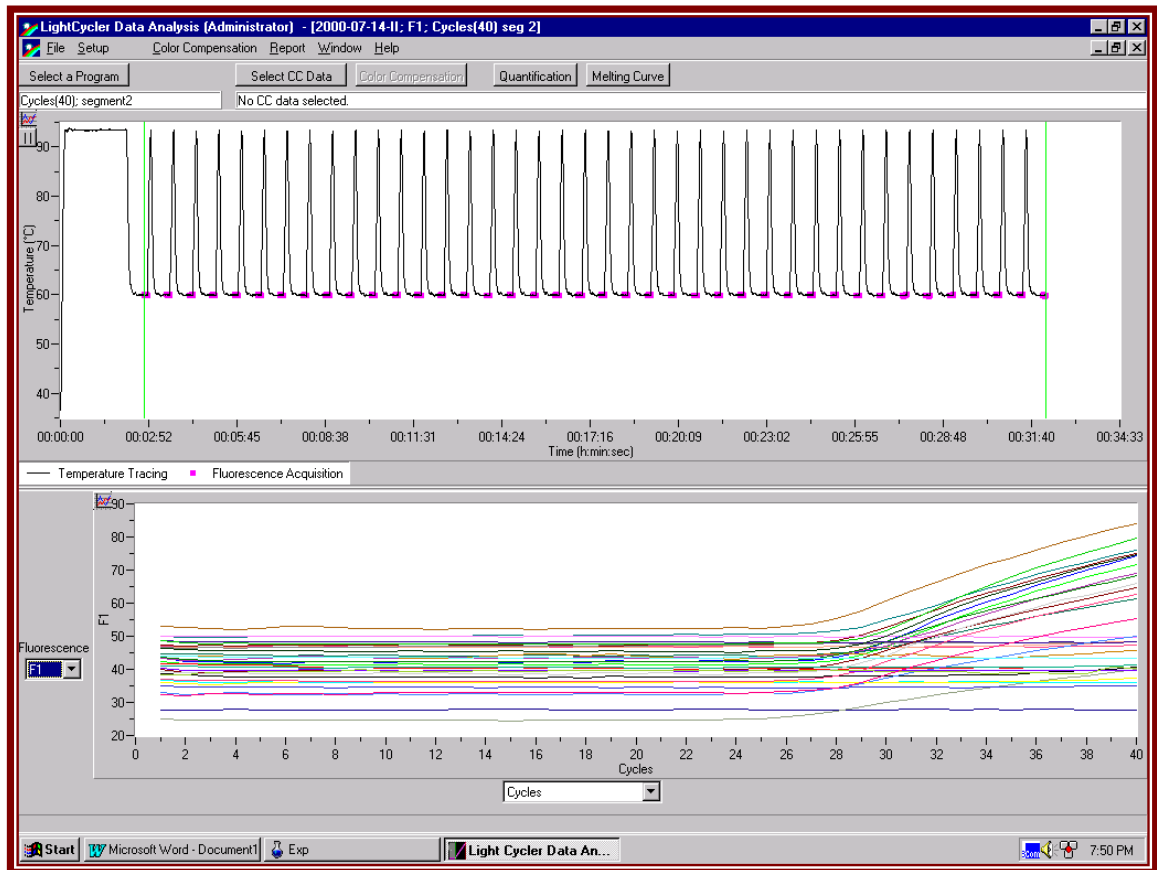 LightCycler Data Analysis (Administrator) - [2000-07-14-II; F1; Cycles(40) seg 2]
File Setup Color Compensation Report Window Help
Select a Program Select CC Data Color Compensation Quantification Melting Curve
Cycles(40); segment2 No CC data selected.
Temperature (°C)
90
80
70
60
50
40
00:00:00 00:02:52 00:05:45 00:08:38 00:11:31 00:14:24 00:17:16 00:20:09 00:23:02 00:25:55 00:28:48 00:31:40 00:34:33
Time (h:min:sec)
Temperature Tracing Fluorescence Acquisition
Fluorescence
F1
F1
90
80
70
60
50
40
30
20
0 2 4 6 8 10 12 14 16 18 20 22 24 26 28 30 32 34 36 38 40
Cycles
Cycles
Start Microsoft Word - Document1 Exp Light Cycler Data An... 7:50 PM